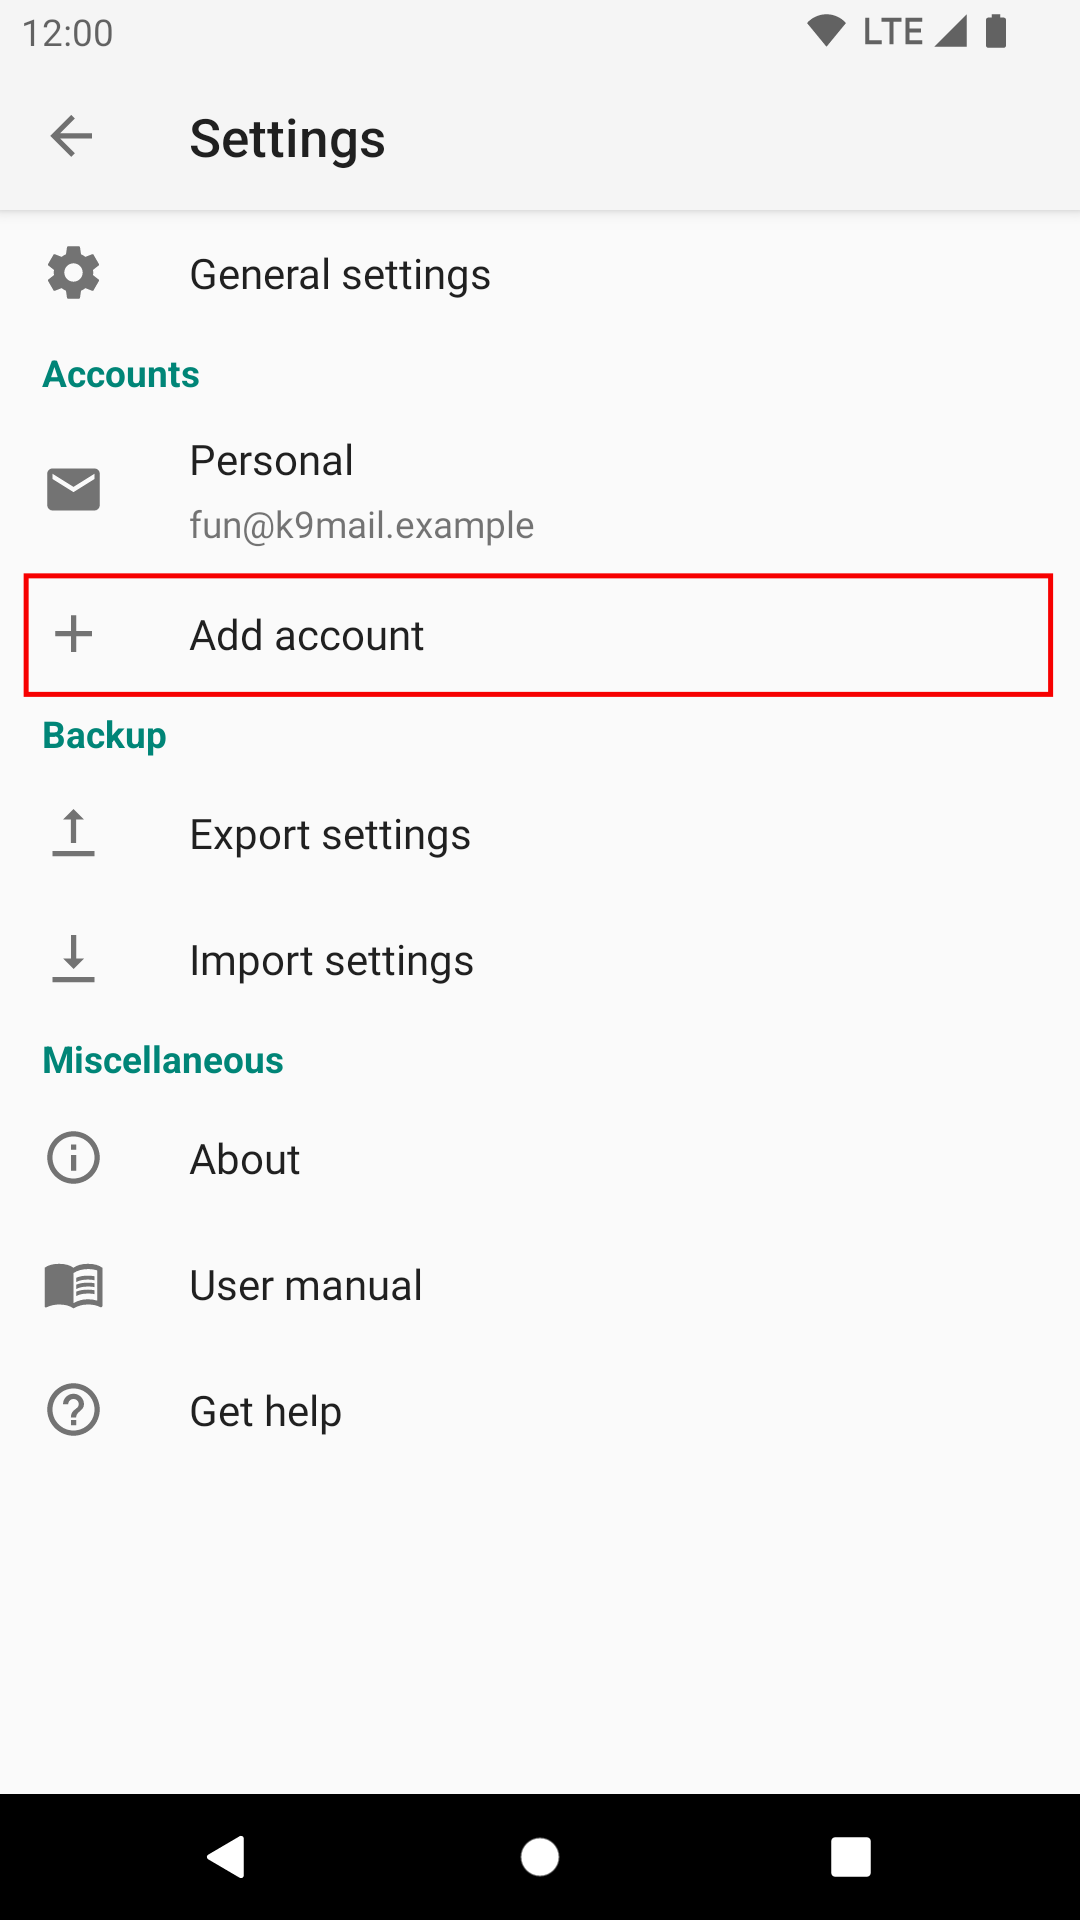 12:00 LTE
Settings
General settings
Accounts
Personal
fun@k9mail.example
Add account
Backup
Export settings
Import settings
Miscellaneous
About
User manual
Get help